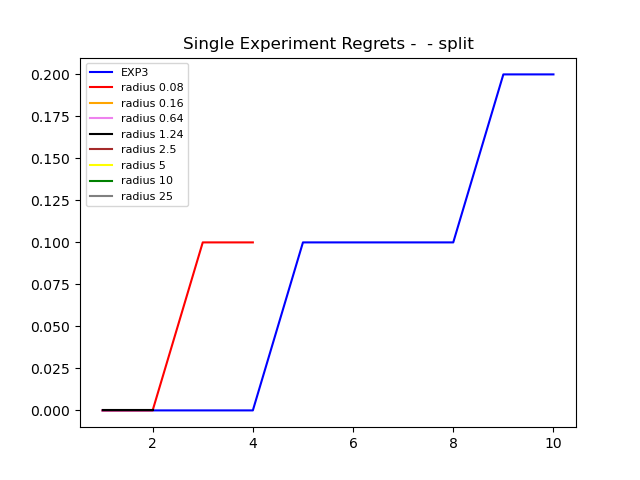 Single Experiment Regrets -  - split
EXP3
radius 0.08
radius 0.16
radius 0.64
radius 1.24
radius 2.5
radius 5
radius 10
radius 25
0.200
0.175
0.150
0.125
0.100
0.075
0.050
0.025
0.000
2 4 6 8 10